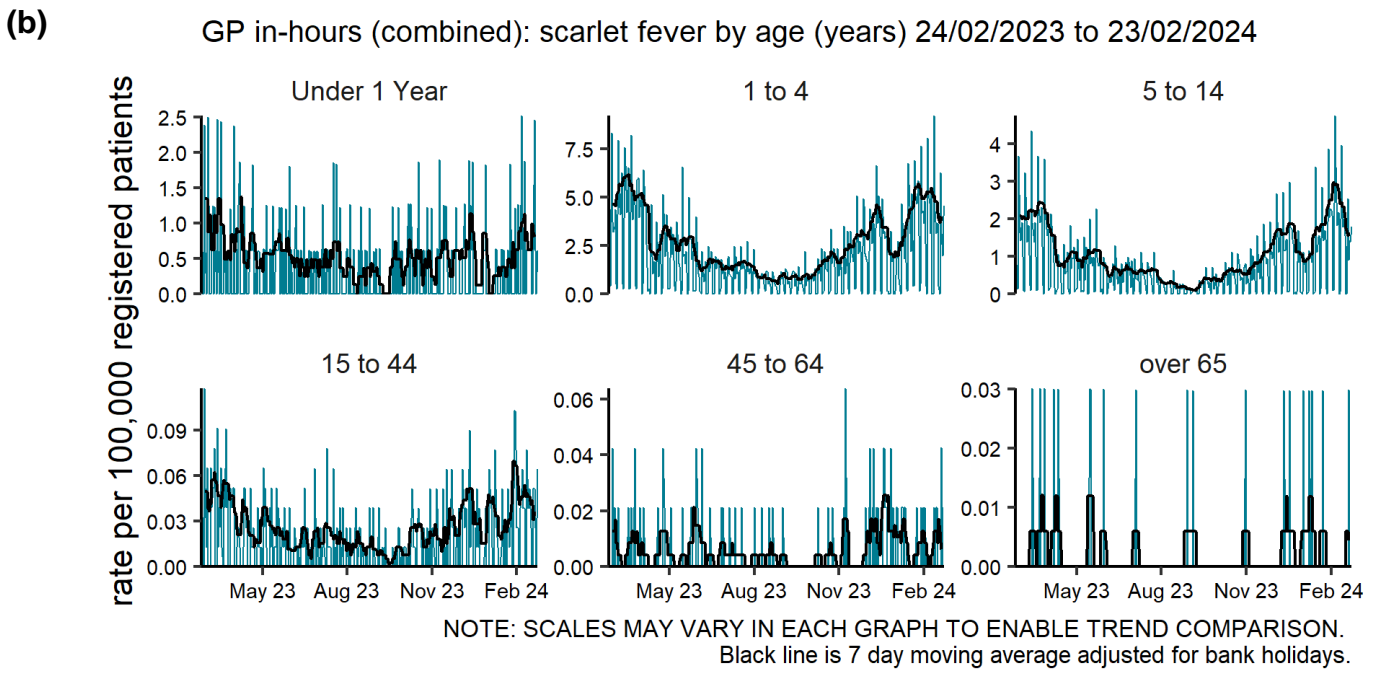 (b)
GP in-hours (combined): scarlet fever by age (years) 24/02/2023 to 23/02/2024
rate per 100,000 registered patients
Under 1 Year
2.5
2.0
1.5
1.0
0.5
0.0
1 to 4
7.5
5.0
2.5
0.0
5 to 14
4
3
2
1
0
15 to 44
0.09
0.06
0.03
0.00
May 23 Aug 23 Nov 23 Feb 24
45 to 64
0.06
0.04
0.02
0.00
May 23 Aug 23 Nov 23 Feb 24
over 65
0.03
0.02
0.01
0.00
May 23 Aug 23 Nov 23 Feb 24
NOTE: SCALES MAY VARY IN EACH GRAPH TO ENABLE TREND COMPARISON.
Black line is 7 day moving average adjusted for bank holidays.